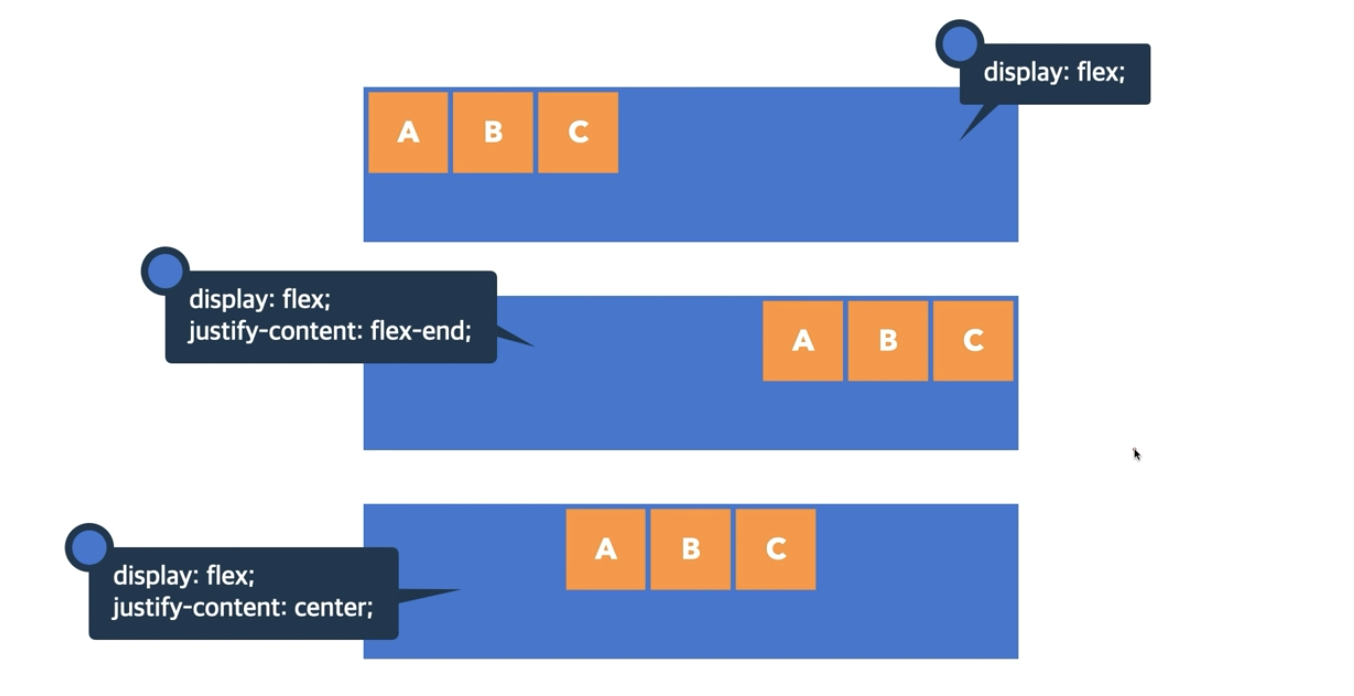 display: flex;
A B C
display: flex;
justify-content: flex-end;
A B C
display: flex;
justify-content: center;
A B C